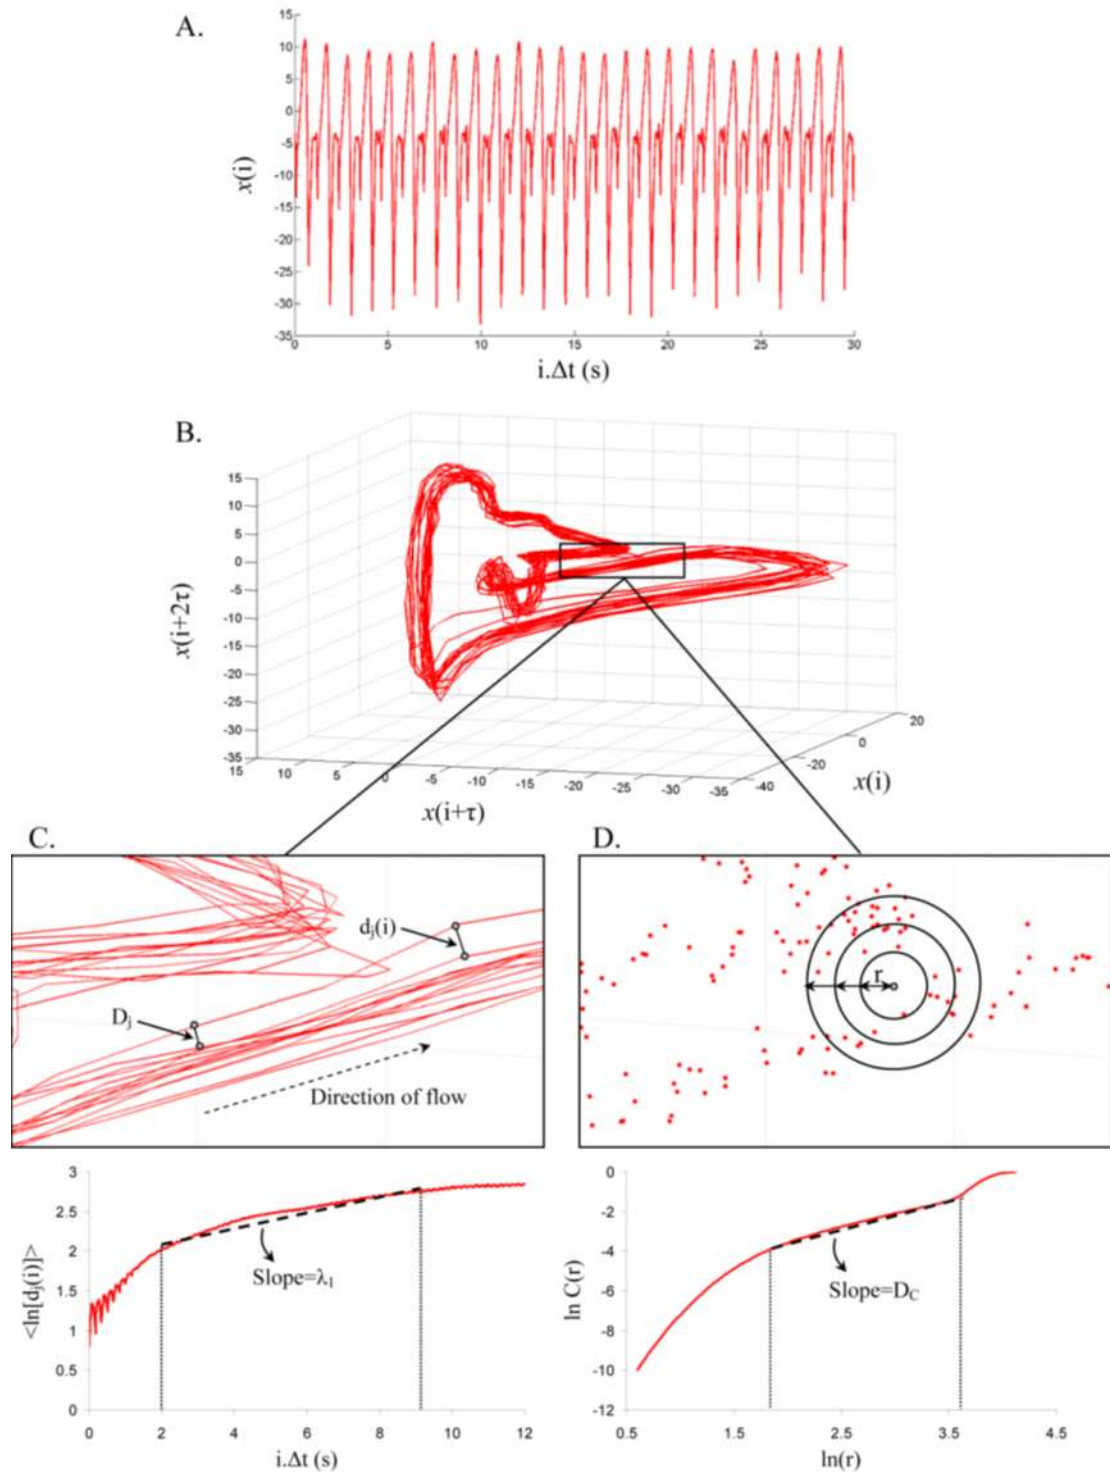 A.
15
10
5
0
-5
-10
-15
-20
-25
-30
-35
x(i)
0 5 10 15 20 25 30
i.Δt (s)
B.
15
10
5
0
-5
-10
-15
-20
-25
-30
-35
x(i+2τ)
15 10 5 0 -5 -10 -15 -20 -25 -30 -35 -40
-20
0
20
x(i+τ)
x(i)
C.
dj(i)
Dj
Direction of flow
D.
r
3
2.5
2
1.5
1
0.5
0
<ln[dj(i)]>
Slope=λ1
0 2 4 6 8 10 12
i.Δt (s)
0
-2
-4
-6
-8
-10
-12
ln C(r)
Slope=DC
0.5 1.5 2.5 3.5 4.5
ln(r)